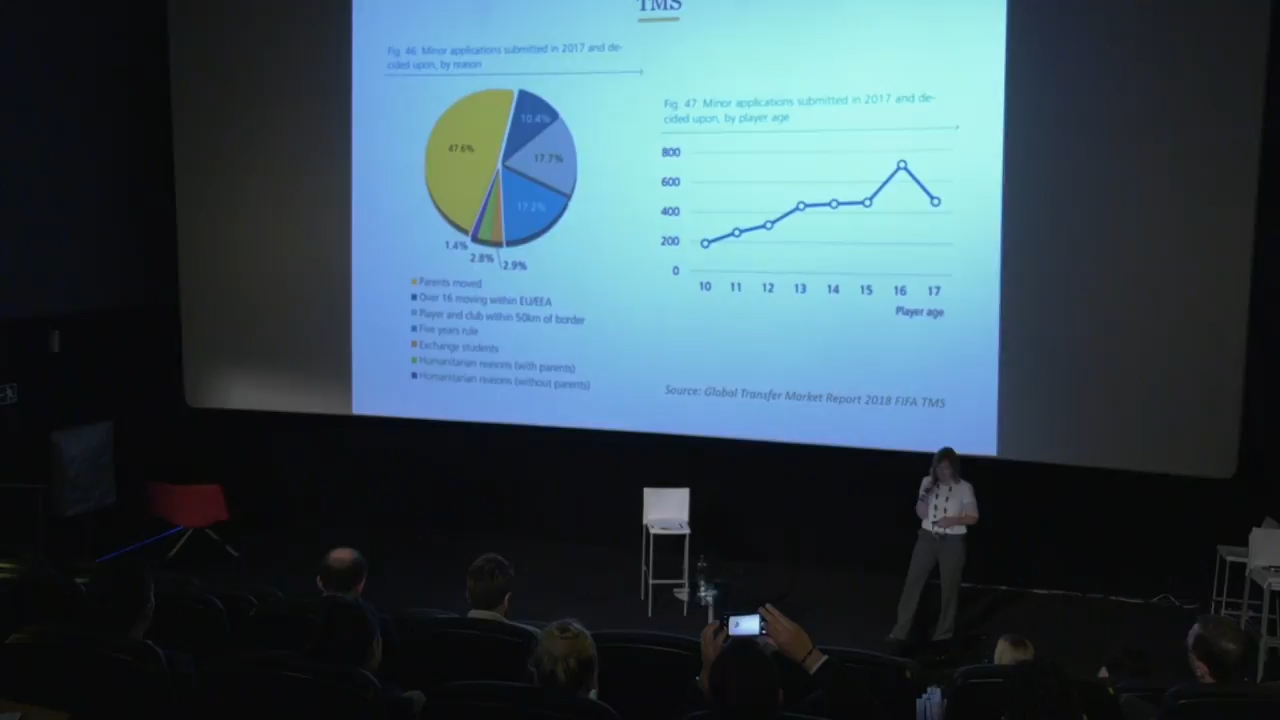 TMS
Fig. 46: Minor applications submitted in 2017 and de-
cided upon, by reason
47.6%
10.4%
17.7%
17.2%
1.4%
2.8%
2.9%
Parents moved
Over 16 moving within EU/EEA
Player and club within 50km of border
Five years rule
Exchange students
Humanitarian reasons (with parents)
Humanitarian reasons (without parents)
Fig. 47: Minor applications submitted in 2017 and de-
cided upon, by player age
800
600
400
200
0
10 11 12 13 14 15 16 17
Player age
Source: Global Transfer Market Report 2018 FIFA TMS